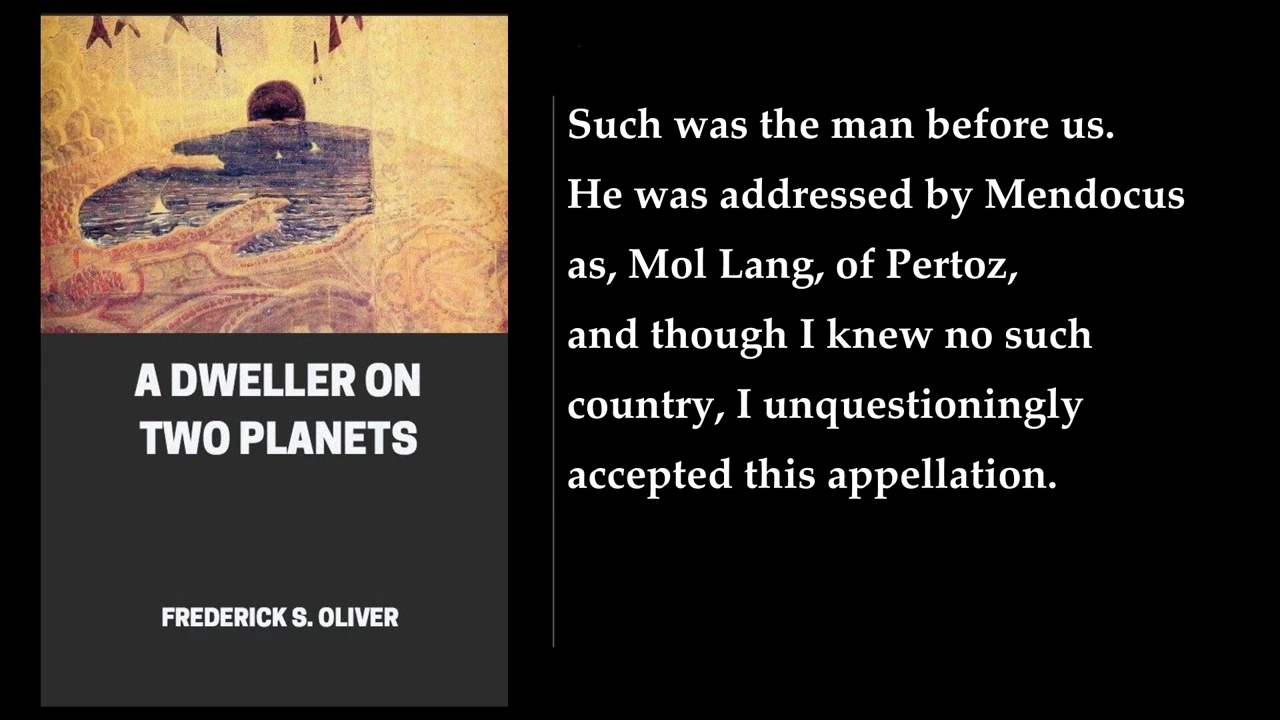 A DWELLER ON
TWO PLANETS
FREDERICK S. OLIVER
Such was the man before us.
He was addressed by Mendocus
as, Mol Lang, of Pertoz,
and though I knew no such
country, I unquestioningly
accepted this appellation.